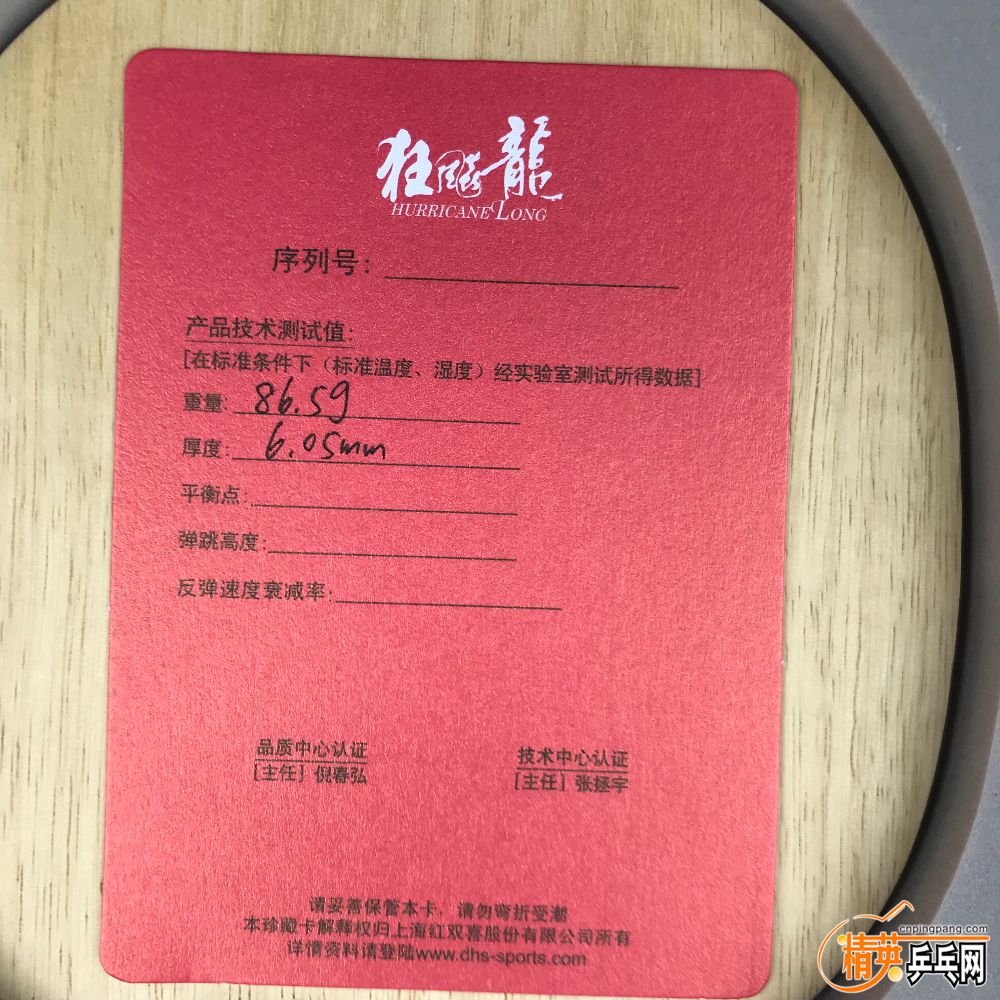 狂飚龍
HURRICANE LONG
序列号:
产品技术测试值:
[在标准条件下（标准温度、湿度）经实验室测试所得数据]
重量: 86.5g
厚度: 6.05mm
平衡点:
弹跳高度:
反弹速度衰减率:
品质中心认证
[主任] 倪春弘
技术中心认证
[主任] 张拯宇
请妥善保管本卡，请勿弯折受潮
本珍藏卡解释权归上海红双喜股份有限公司所有
详情资料请登陆www.dhs-sports.com
cnpingpang.com
精英乒乓网